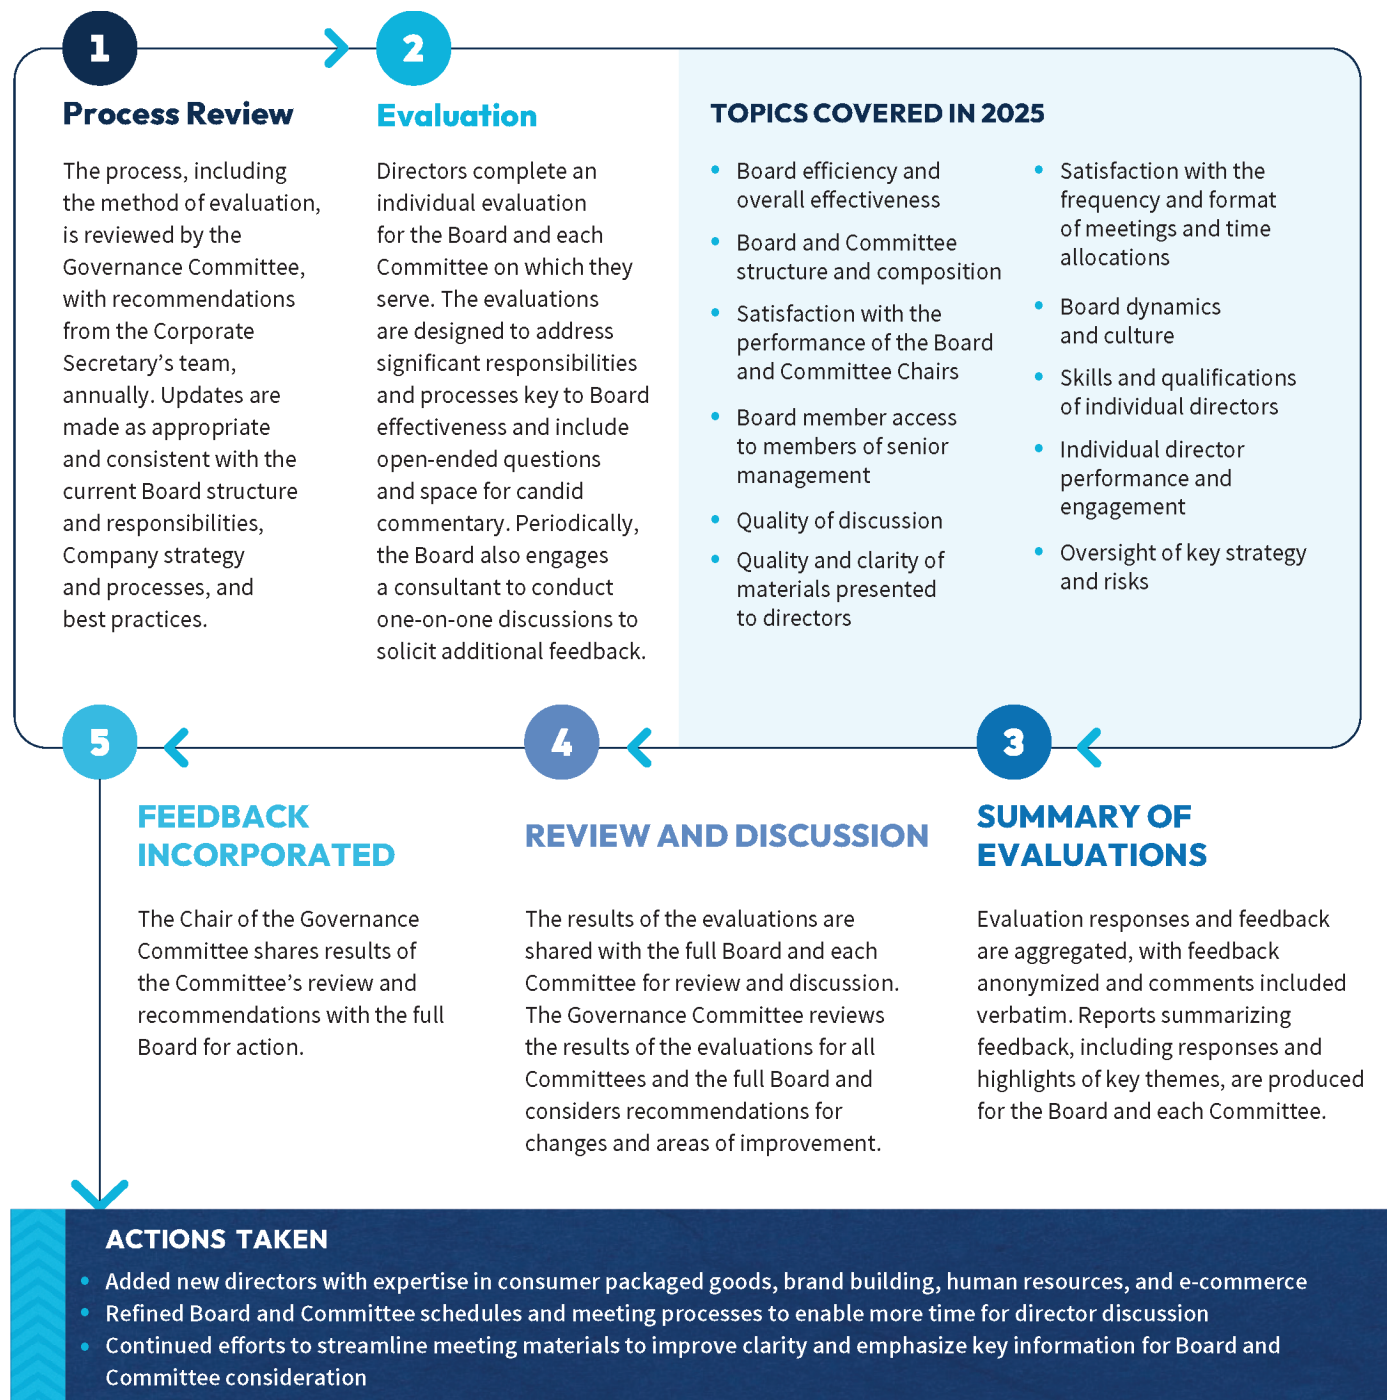 1
Process Review
The process, including
the method of evaluation,
is reviewed by the
Governance Committee,
with recommendations
from the Corporate
Secretary’s team,
annually. Updates are
made as appropriate
and consistent with the
current Board structure
and responsibilities,
Company strategy
and processes, and
best practices.
2
Evaluation
Directors complete an
individual evaluation
for the Board and each
Committee on which they
serve. The evaluations
are designed to address
significant responsibilities
and processes key to Board
effectiveness and include
open-ended questions
and space for candid
commentary. Periodically,
the Board also engages
a consultant to conduct
one-on-one discussions to
solicit additional feedback.
TOPICS COVERED IN 2025
• Board efficiency and
overall effectiveness
• Board and Committee
structure and composition
• Satisfaction with the
performance of the Board
and Committee Chairs
• Board member access
to members of senior
management
• Quality of discussion
• Quality and clarity of
materials presented
to directors
• Satisfaction with the
frequency and format
of meetings and time
allocations
• Board dynamics
and culture
• Skills and qualifications
of individual directors
• Individual director
performance and
engagement
• Oversight of key strategy
and risks
3
SUMMARY OF
EVALUATIONS
Evaluation responses and feedback
are aggregated, with feedback
anonymized and comments included
verbatim. Reports summarizing
feedback, including responses and
highlights of key themes, are produced
for the Board and each Committee.
4
REVIEW AND DISCUSSION
The results of the evaluations are
shared with the full Board and each
Committee for review and discussion.
The Governance Committee reviews
the results of the evaluations for all
Committees and the full Board and
considers recommendations for
changes and areas of improvement.
5
FEEDBACK
INCORPORATED
The Chair of the Governance
Committee shares results of
the Committee’s review and
recommendations with the full
Board for action.
ACTIONS TAKEN
• Added new directors with expertise in consumer packaged goods, brand building, human resources, and e-commerce
• Refined Board and Committee schedules and meeting processes to enable more time for director discussion
• Continued efforts to streamline meeting materials to improve clarity and emphasize key information for Board and
Committee consideration